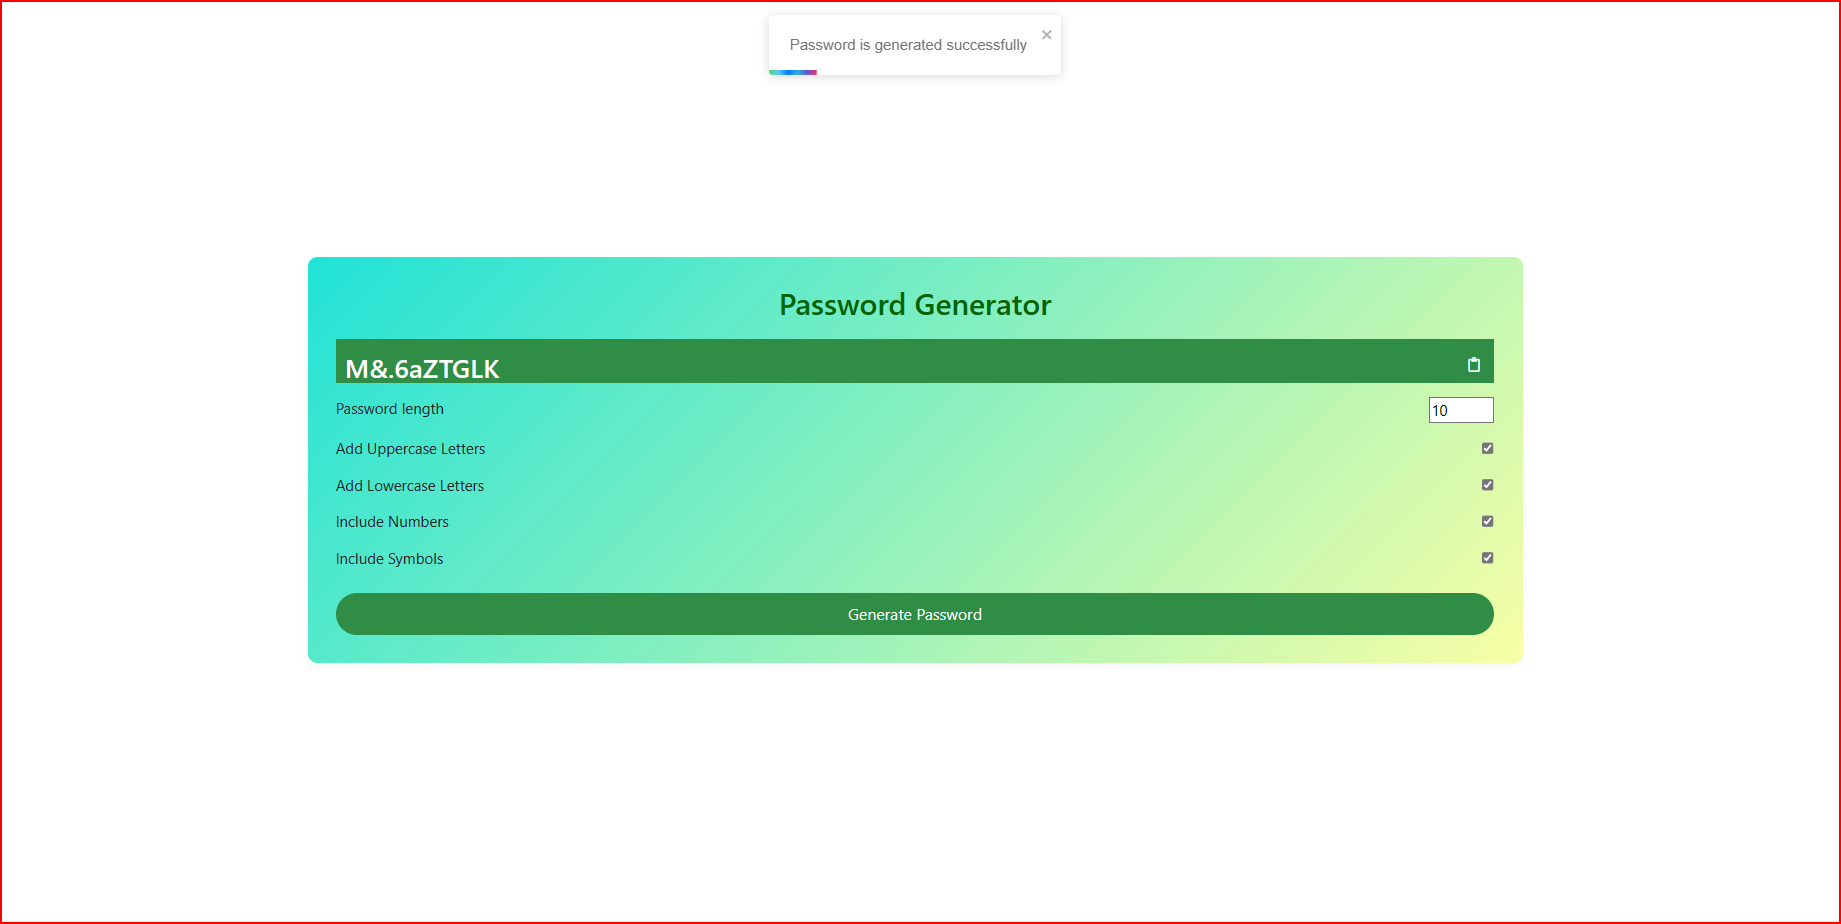 Password is generated successfully
Password Generator
M&.6aZTGLK
Password length
10
Add Uppercase Letters
Add Lowercase Letters
Include Numbers
Include Symbols
Generate Password